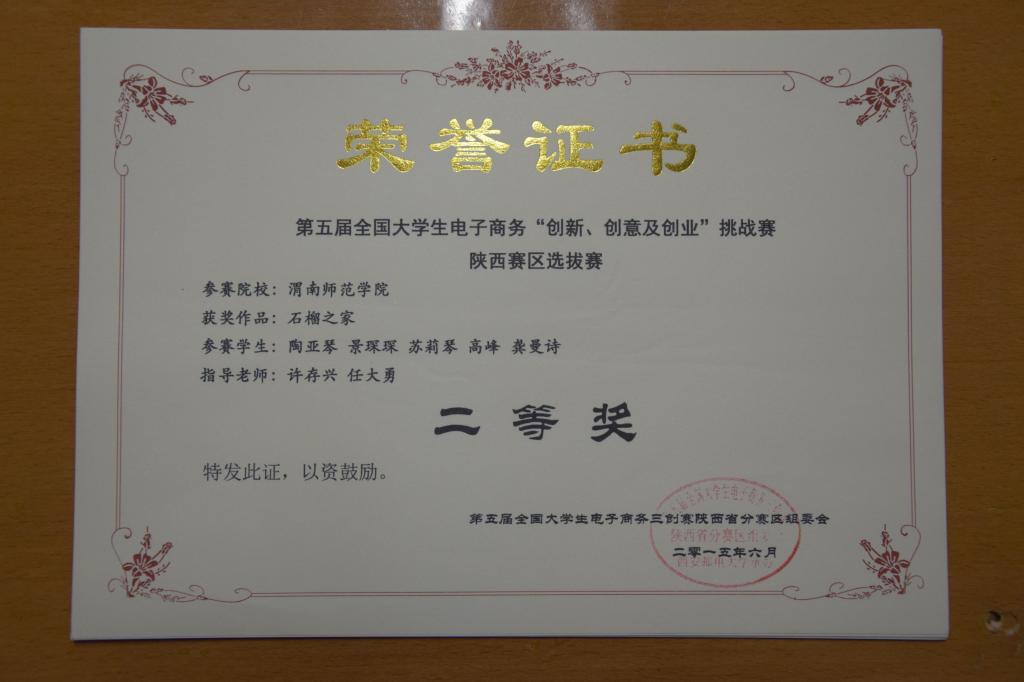 荣誉证书
第五届全国大学生电子商务“创新、创意及创业”挑战赛
陕西赛区选拔赛
参赛院校：渭南师范学院
获奖作品：石榴之家
参赛学生：陶亚琴 景琛琛 苏莉琴 高峰 龚曼诗
指导老师：许存兴 任大勇
二等奖
特发此证，以资鼓励。
第五届全国大学生电子商务三创赛陕西省分赛区组委会
陕西省分赛区
二零一五年六月